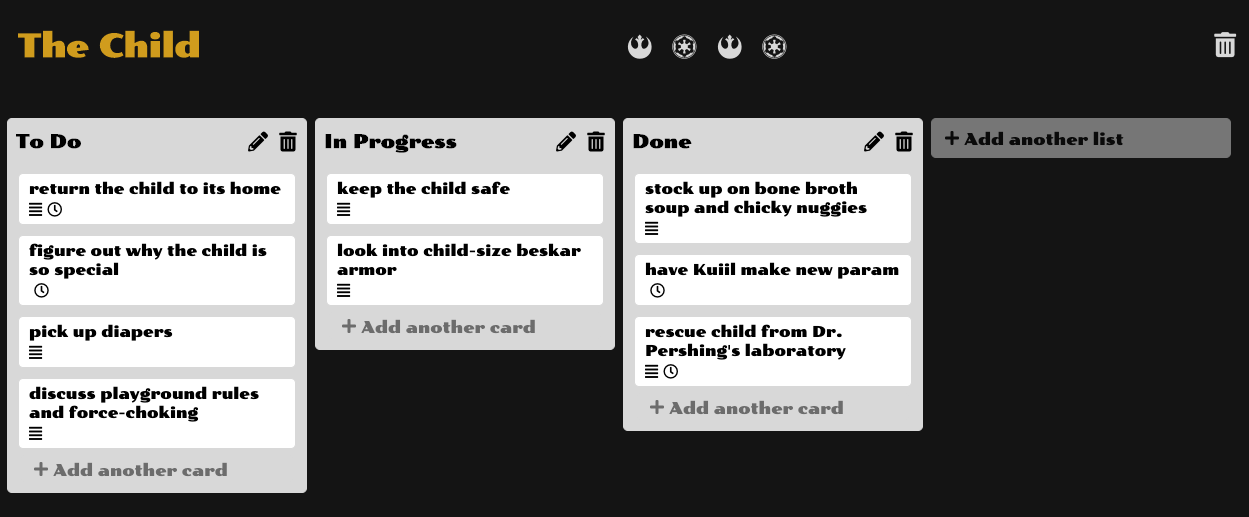 The Child
To Do
return the child to its home
figure out why the child is
so special
pick up diapers
discuss playground rules
and force-choking
+ Add another card
In Progress
keep the child safe
look into child-size beskar
armor
+ Add another card
Done
stock up on bone broth
soup and chicky nuggies
have Kuiil make new param
rescue child from Dr.
Pershing's laboratory
+ Add another card
+ Add another list